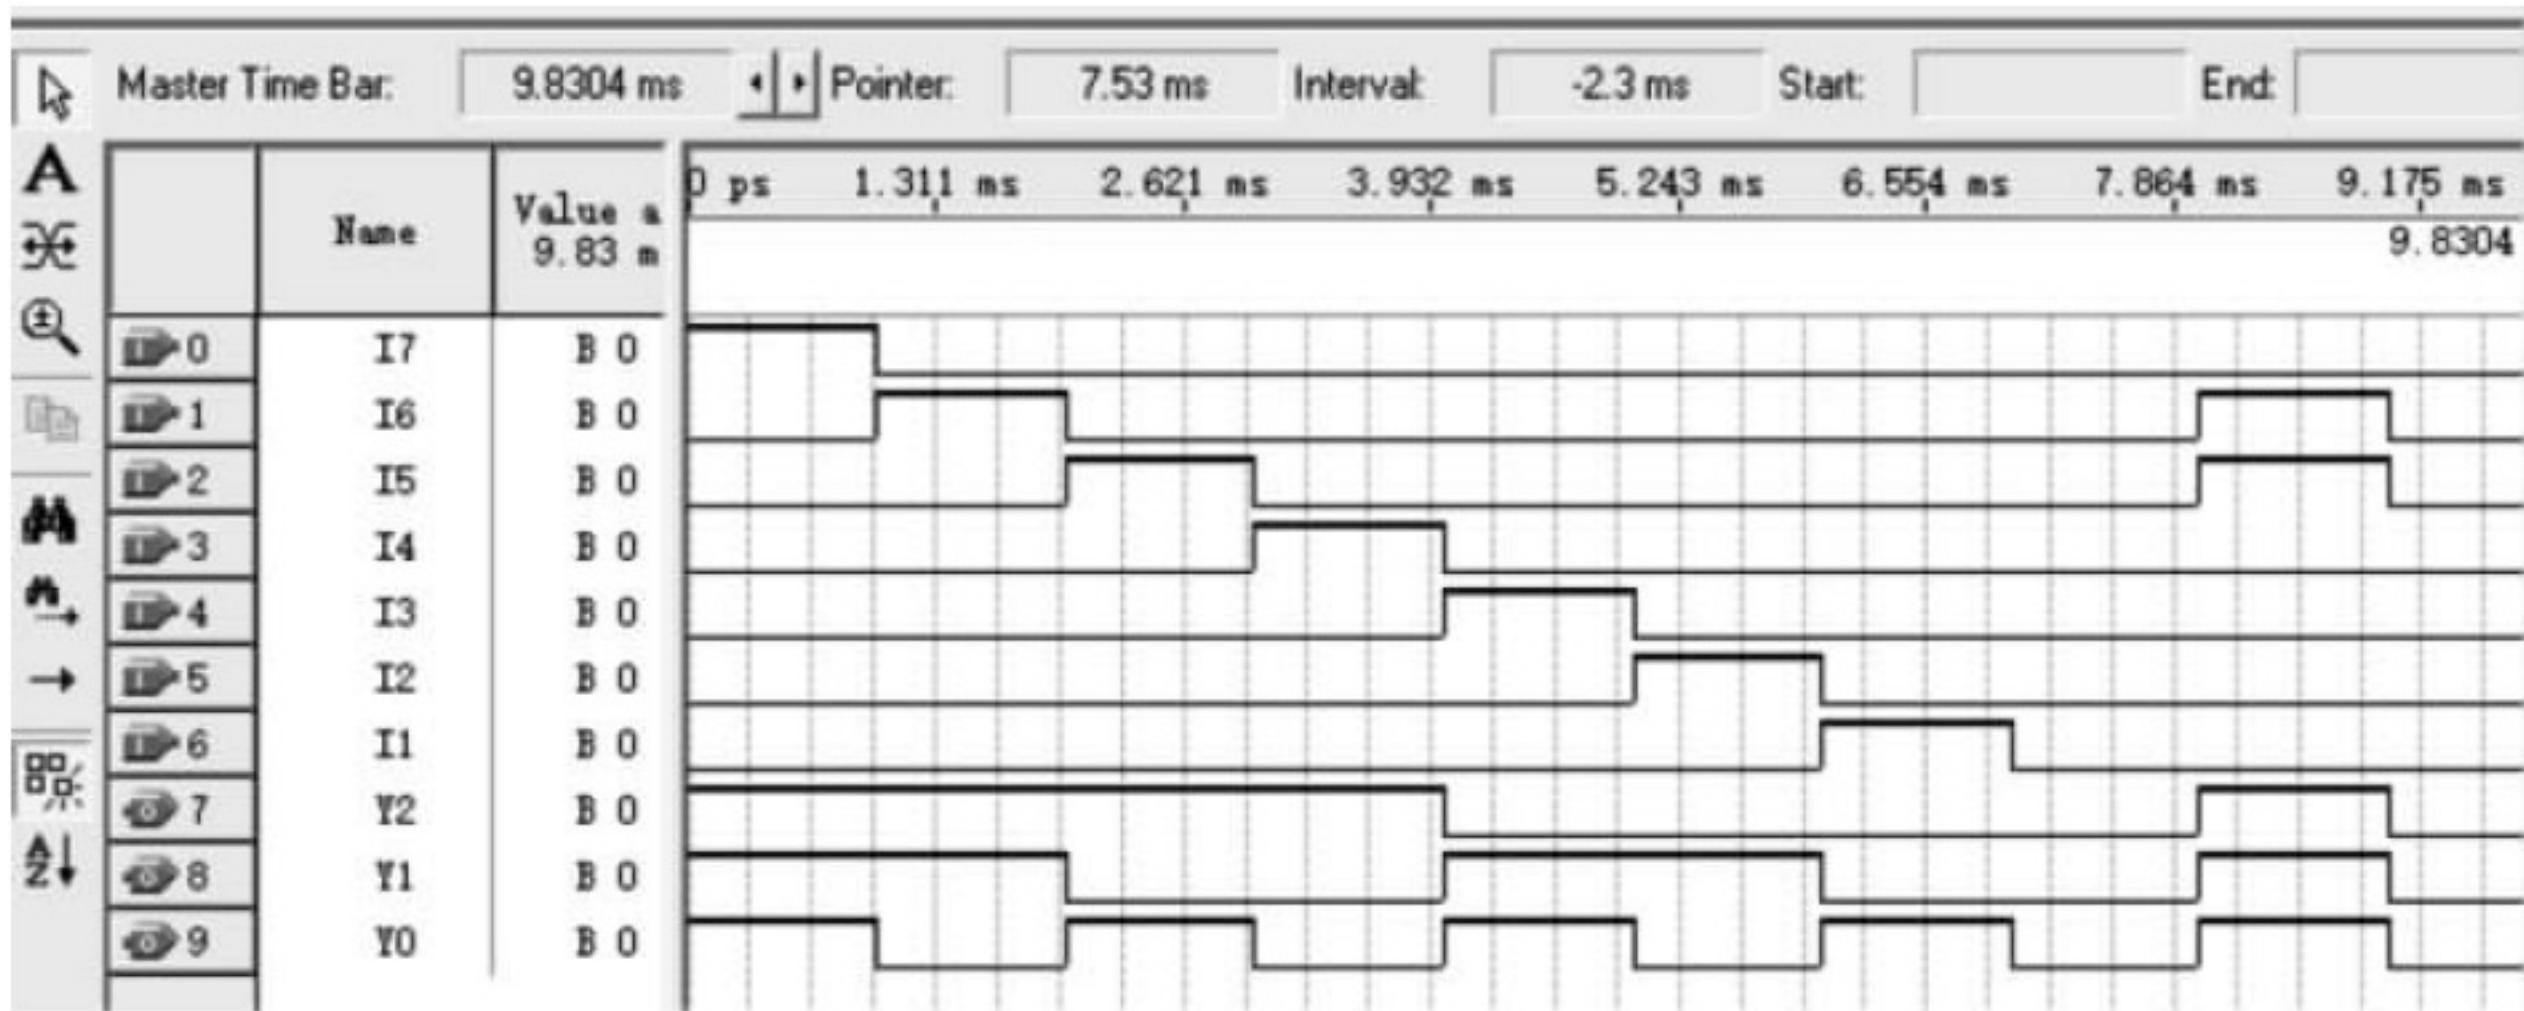 Master Time Bar: 9.8304 ms Pointer: 7.53 ms Interval: -2.3 ms Start: End:
Name Value a 9.83 m
0 ps 1.311 ms 2.621 ms 3.932 ms 5.243 ms 6.554 ms 7.864 ms 9.175 ms
9.8304
0 I7 B 0
1 I6 B 0
2 I5 B 0
3 I4 B 0
4 I3 B 0
5 I2 B 0
6 I1 B 0
7 Y2 B 0
8 Y1 B 0
9 Y0 B 0
A
A
Z